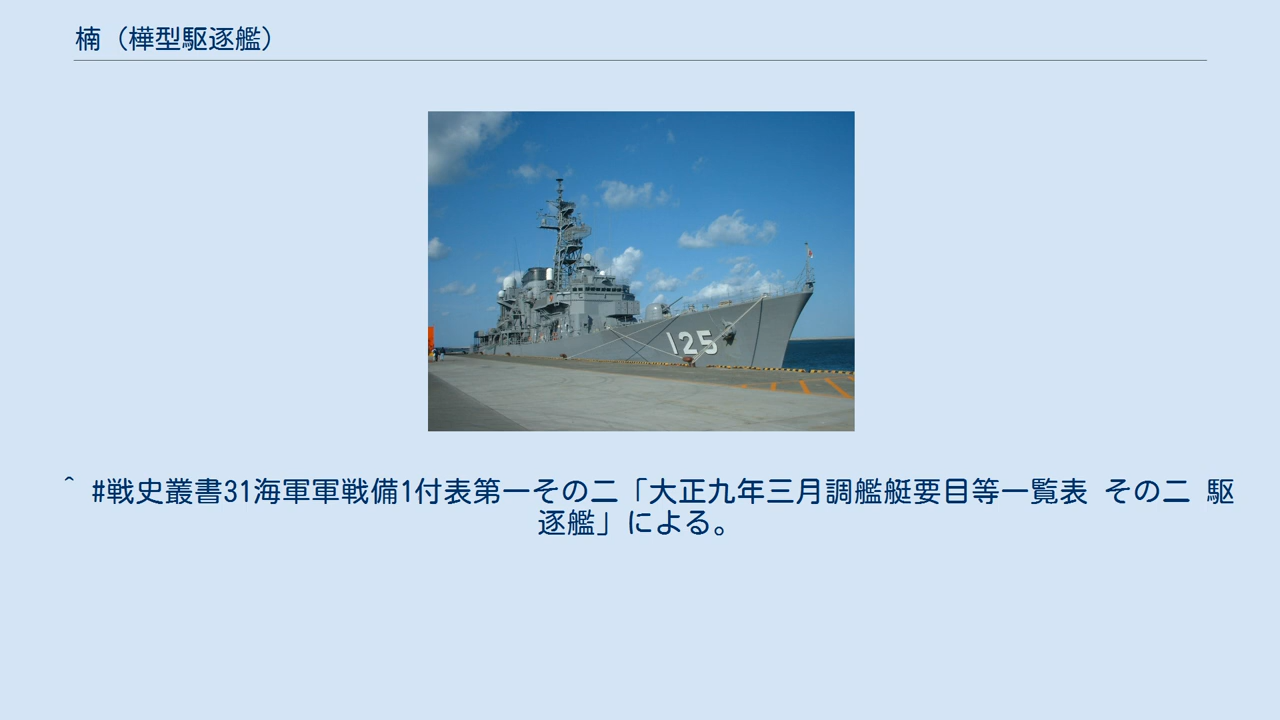 楠（樺型駆逐艦）
125
^ #戦史叢書31海軍軍戦備1付表第一その二「大正九年三月調艦艇要目等一覧表 その二 駆
逐艦」による。